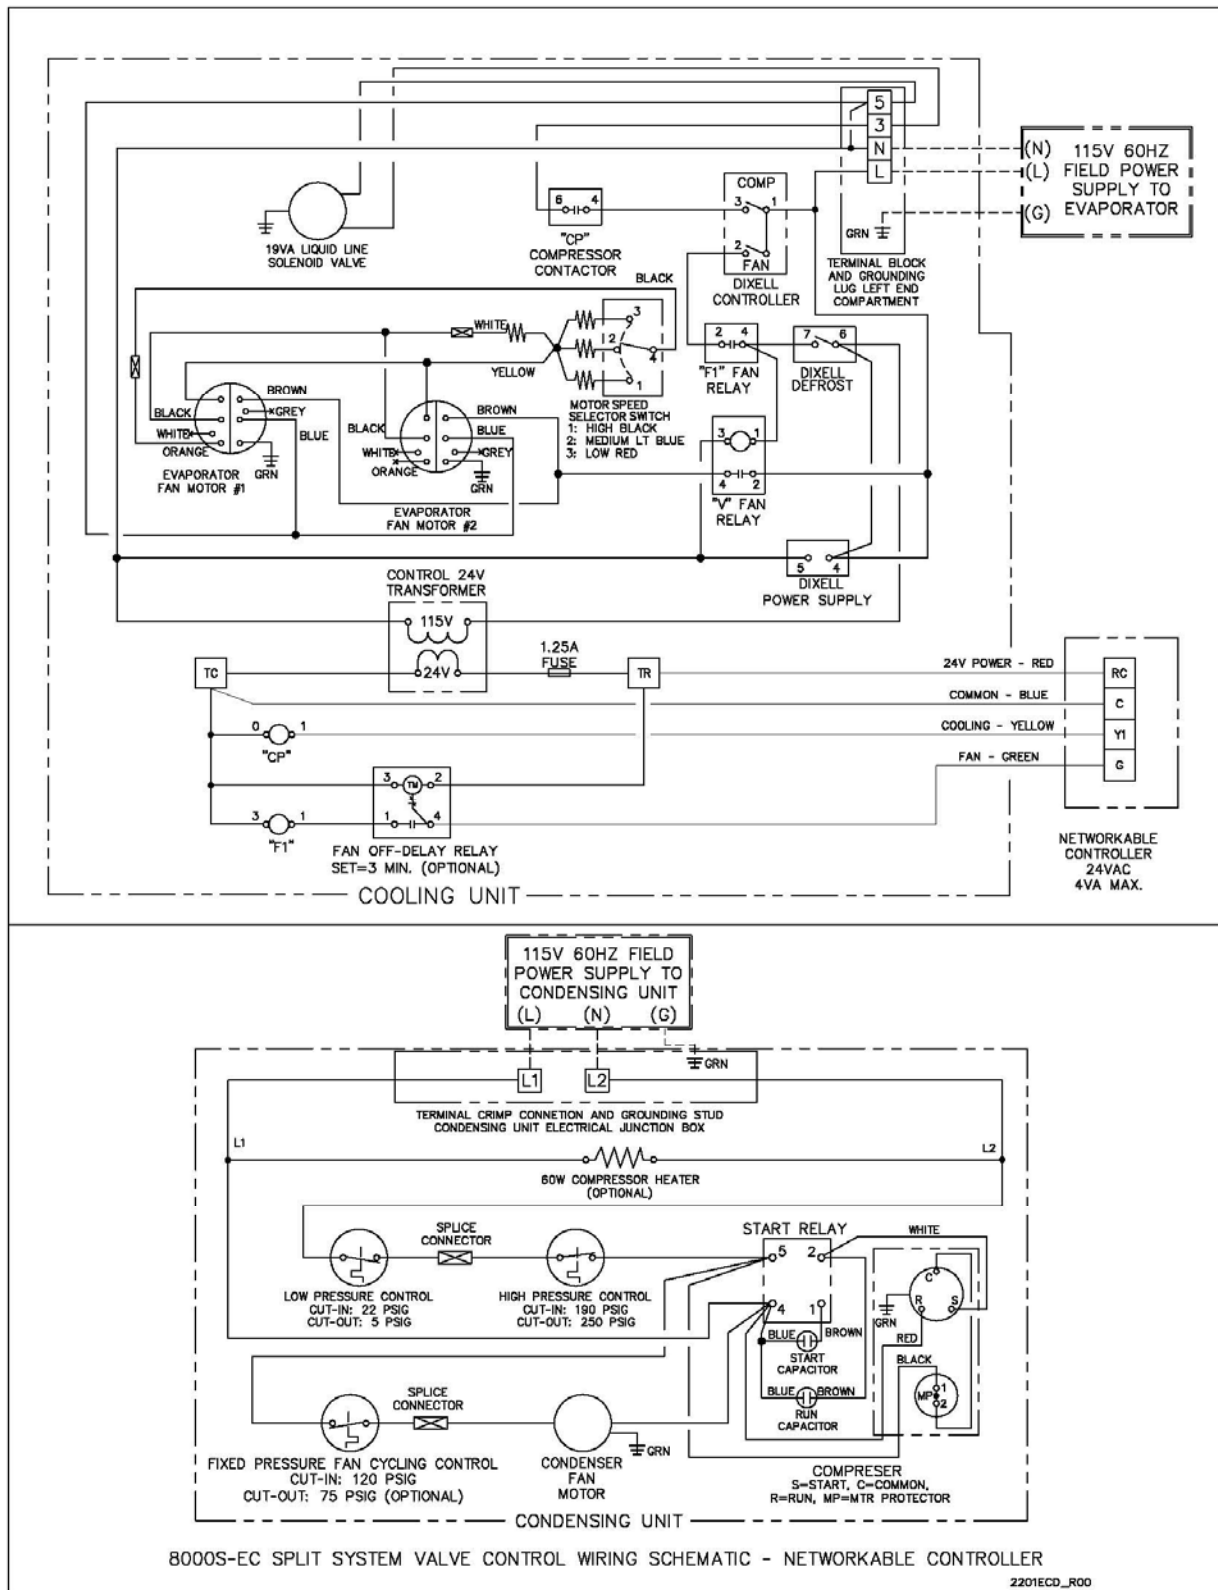 5
3
N
L
(N)
(L)
(G)
115V 60HZ
FIELD POWER
SUPPLY TO
EVAPORATOR
GRN
TERMINAL BLOCK
AND GROUNDING
LUG LEFT END
COMPARTMENT
19VA LIQUID LINE
SOLENOID VALVE
6 4
"CP"
COMPRESSOR
CONTACTOR
COMP
3 1
2
FAN
DIXELL
CONTROLLER
BLACK
WHITE
YELLOW
3
2
4
1
MOTOR SPEED
SELECTOR SWITCH
1: HIGH BLACK
2: MEDIUM LT BLUE
3: LOW RED
2 4
"F1" FAN
RELAY
7 6
DIXELL
DEFROST
BROWN
GREY
BLACK
BLUE
WHITE
ORANGE
GRN
EVAPORATOR
FAN MOTOR #1
BROWN
BLUE
BLACK
WHITE
GREY
ORANGE
GRN
EVAPORATOR
FAN MOTOR #2
3 1
4 2
"V" FAN
RELAY
5 4
DIXELL
POWER SUPPLY
CONTROL 24V
TRANSFORMER
115V
24V
1.25A
FUSE
TC
TR
24V POWER - RED
COMMON - BLUE
COOLING - YELLOW
FAN - GREEN
RC
C
Y1
G
0 1
"CP"
3 TM 2
1 4
3 1
"F1"
FAN OFF-DELAY RELAY
SET=3 MIN. (OPTIONAL)
NETWORKABLE
CONTROLLER
24VAC
4VA MAX.
COOLING UNIT
115V 60HZ FIELD
POWER SUPPLY TO
CONDENSING UNIT
(L) (N) (G)
GRN
L1
L2
TERMINAL CRIMP CONNETION AND GROUNDING STUD
CONDENSING UNIT ELECTRICAL JUNCTION BOX
L1
L2
60W COMPRESSOR HEATER
(OPTIONAL)
SPLICE
CONNECTOR
LOW PRESSURE CONTROL
CUT-IN: 22 PSIG
CUT-OUT: 5 PSIG
HIGH PRESSURE CONTROL
CUT-IN: 190 PSIG
CUT-OUT: 250 PSIG
START RELAY
5 2
4 1
WHITE
C
R S
GRN
RED
BLACK
BLUE BROWN
START
CAPACITOR
BLUE BROWN
RUN
CAPACITOR
MP
1
2
SPLICE
CONNECTOR
FIXED PRESSURE FAN CYCLING CONTROL
CUT-IN: 120 PSIG
CUT-OUT: 75 PSIG (OPTIONAL)
CONDENSER
FAN
MOTOR
GRN
COMPRESER
S=START, C=COMMON,
R=RUN, MP=MTR PROTECTOR
CONDENSING UNIT
8000S-EC SPLIT SYSTEM VALVE CONTROL WIRING SCHEMATIC - NETWORKABLE CONTROLLER
2201ECD_R00